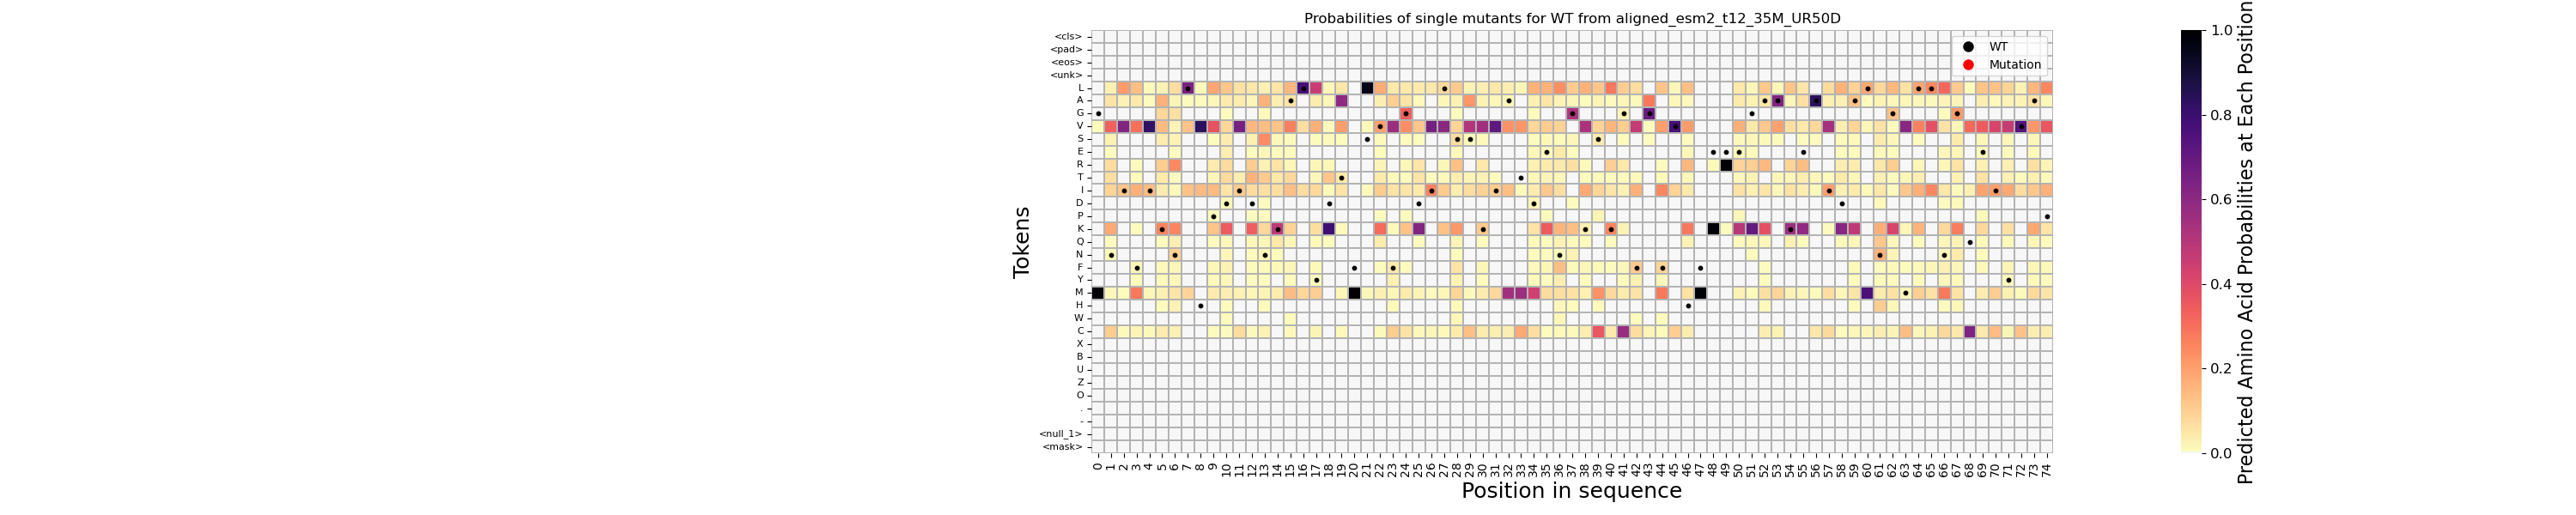 Probabilities of single mutants for WT from aligned_esm2_t12_35M_UR50D
WT
Mutation
Tokens
<cls>
<pad>
<eos>
<unk>
L
A
G
V
S
E
R
T
I
D
P
K
Q
N
F
Y
M
H
W
C
X
B
U
Z
O
.
-
<null_1>
<mask>
0 1 2 3 4 5 6 7 8 9 10 11 12 13 14 15 16 17 18 19 20 21 22 23 24 25 26 27 28 29 30 31 32 33 34 35 36 37 38 39 40 41 42 43 44 45 46 47 48 49 50 51 52 53 54 55 56 57 58 59 60 61 62 63 64 65 66 67 68 69 70 71 72 73 74
Position in sequence
1.0
0.8
0.6
0.4
0.2
0.0
Predicted Amino Acid Probabilities at Each Position